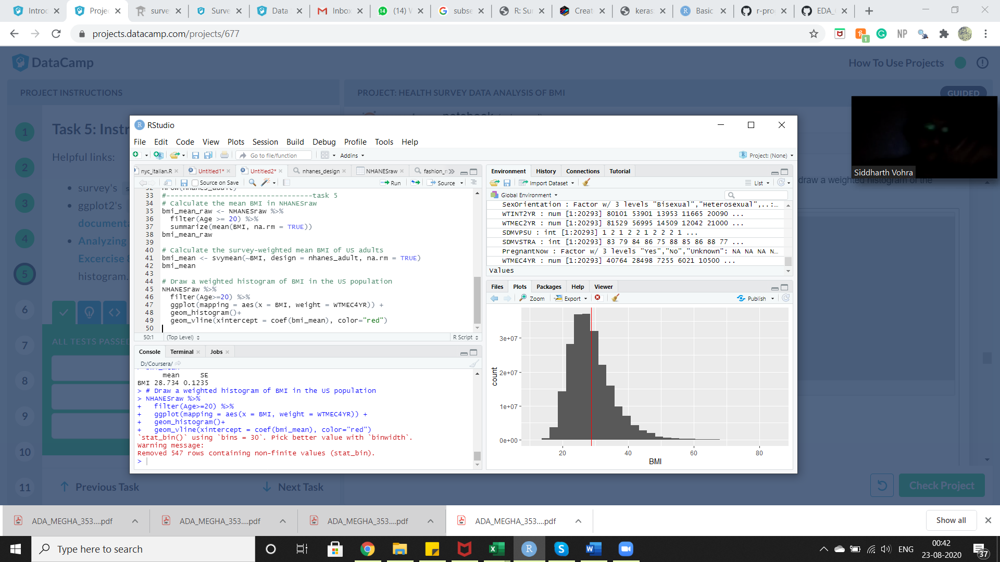 Introc
Projec
surve
Surve
Data
Inbox
(14) W
subse
R: Sur
Creat
keras
Basic
r-pro
EDA_
projects.datacamp.com/projects/677
NP
1
DataCamp
How To Use Projects
PROJECT INSTRUCTIONS
PROJECT: HEALTH SURVEY DATA ANALYSIS OF BMI
GUIDED
Task 5: Instr
Helpful links:
survey's
ggplot2's
documenta
Analyzing
Excercise 8
histogram.
1
2
3
4
5
6
7
8
9
10
11
ALL TESTS PASSED
Previous Task
Next Task
draw a weighted histogram of the
Check Project
Siddharth Vohra
RStudio
File Edit Code View Plots Session Build Debug Profile Tools Help
Go to file/function
Addins
Project: (None)
nyc_italian.R
Untitled1*
Untitled2*
nhanes_design
NHANESraw
fashion_r
Source on Save
Run
Source
33 #-----------------------------------task 5
34 # Calculate the mean BMI in NHANESraw
35 bmi_mean_raw <- NHANESraw %>%
36 filter(Age >= 20) %>%
37 summarize(mean(BMI, na.rm = TRUE))
38 bmi_mean_raw
39
40 # Calculate the survey-weighted mean BMI of US adults
41 bmi_mean <- svymean(~BMI, design = nhanes_adult, na.rm = TRUE)
42 bmi_mean
43
44 # Draw a weighted histogram of BMI in the US population
45 NHANESraw %>%
46 filter(Age>=20) %>%
47 ggplot(mapping = aes(x = BMI, weight = WTMEC4YR)) +
48 geom_histogram()+
49 geom_vline(xintercept = coef(bmi_mean), color="red")
50
50:1 (Top Level) R Script
Console Terminal Jobs
D:/Coursera/
mean SE
BMI 28.734 0.1235
> # Draw a weighted histogram of BMI in the US population
> NHANESraw %>%
+ filter(Age>=20) %>%
+ ggplot(mapping = aes(x = BMI, weight = WTMEC4YR)) +
+ geom_histogram()+
+ geom_vline(xintercept = coef(bmi_mean), color="red")
`stat_bin()` using `bins = 30`. Pick better value with `binwidth`.
Warning message:
Removed 547 rows containing non-finite values (stat_bin).
>
Environment History Connections Tutorial
Import Dataset
List
Global Environment
SexOrientation : Factor w/ 3 levels "Bisexual","Heterosexual",..:...
WTINT2YR : num [1:20293] 80101 53901 13953 11665 20090 ...
WTMEC2YR : num [1:20293] 81529 56995 14509 12042 21000 ...
SDMVPSU : int [1:20293] 1 2 1 2 2 1 2 2 2 1 ...
SDMVSTRA : int [1:20293] 83 79 84 86 75 88 85 86 88 77 ...
PregnantNow : Factor w/ 3 levels "Yes","No","Unknown": NA NA NA N...
WTMEC4YR : num [1:20293] 40764 28498 7255 6021 10500 ...
Values
Files Plots Packages Help Viewer
Zoom
Export
Publish
3e+07
2e+07
1e+07
0e+00
count
20 40 60 80
BMI
ADA_MEGHA_353....pdf
ADA_MEGHA_353....pdf
ADA_MEGHA_353....pdf
ADA_MEGHA_353....pdf
Show all
Type here to search
ENG
00:42
23-08-2020
37